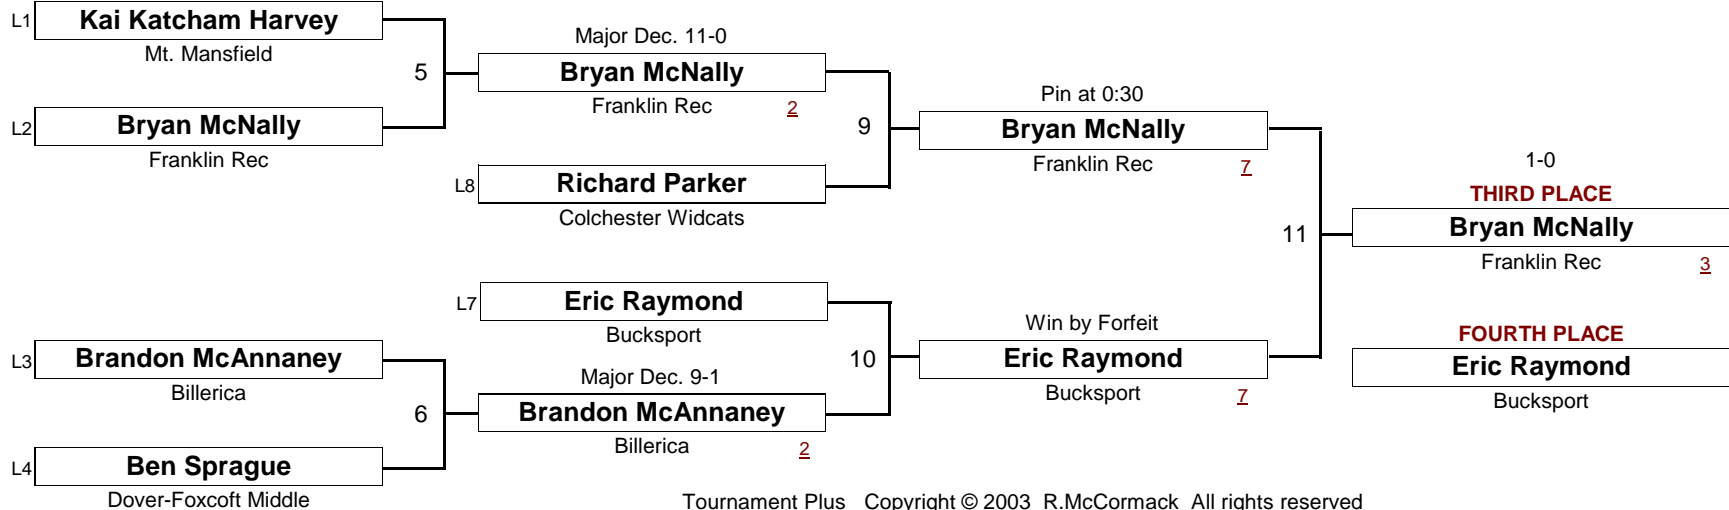 L1 Kai Katcham Harvey
Mt. Mansfield
5
L2 Bryan McNally
Franklin Rec
Major Dec. 11-0
Bryan McNally
Franklin Rec 2
9
L8 Richard Parker
Colchester Widcats
Pin at 0:30
Bryan McNally
Franklin Rec 7
11
1-0
THIRD PLACE
Bryan McNally
Franklin Rec 3
L7 Eric Raymond
Bucksport
10
L3 Brandon McAnnaney
Billerica
6
L4 Ben Sprague
Dover-Foxcoft Middle
Major Dec. 9-1
Brandon McAnnaney
Billerica 2
Win by Forfeit
Eric Raymond
Bucksport 7
FOURTH PLACE
Eric Raymond
Bucksport
Tournament Plus Copyright © 2003 R.McCormack All rights reserved